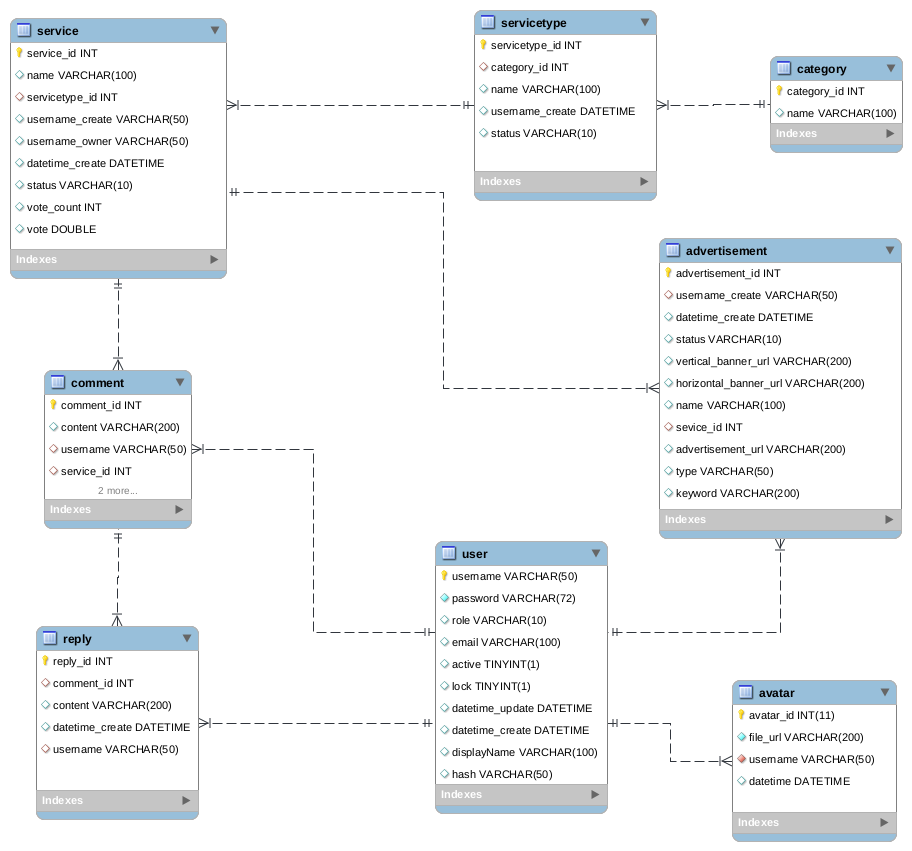 service
service_id INT
name VARCHAR(100)
servicetype_id INT
username_create VARCHAR(50)
username_owner VARCHAR(50)
datetime_create DATETIME
status VARCHAR(10)
vote_count INT
vote DOUBLE
Indexes
servicetype
servicetype_id INT
category_id INT
name VARCHAR(100)
username_create DATETIME
status VARCHAR(10)
Indexes
category
category_id INT
name VARCHAR(100)
Indexes
advertisement
advertisement_id INT
username_create VARCHAR(50)
datetime_create DATETIME
status VARCHAR(10)
vertical_banner_url VARCHAR(200)
horizontal_banner_url VARCHAR(200)
name VARCHAR(100)
sevice_id INT
advertisement_url VARCHAR(200)
type VARCHAR(50)
keyword VARCHAR(200)
Indexes
comment
comment_id INT
content VARCHAR(200)
username VARCHAR(50)
service_id INT
2 more...
Indexes
user
username VARCHAR(50)
password VARCHAR(72)
role VARCHAR(10)
email VARCHAR(100)
active TINYINT(1)
lock TINYINT(1)
datetime_update DATETIME
datetime_create DATETIME
displayName VARCHAR(100)
hash VARCHAR(50)
Indexes
reply
reply_id INT
comment_id INT
content VARCHAR(200)
datetime_create DATETIME
username VARCHAR(50)
Indexes
avatar
avatar_id INT(11)
file_url VARCHAR(200)
username VARCHAR(50)
datetime DATETIME
Indexes